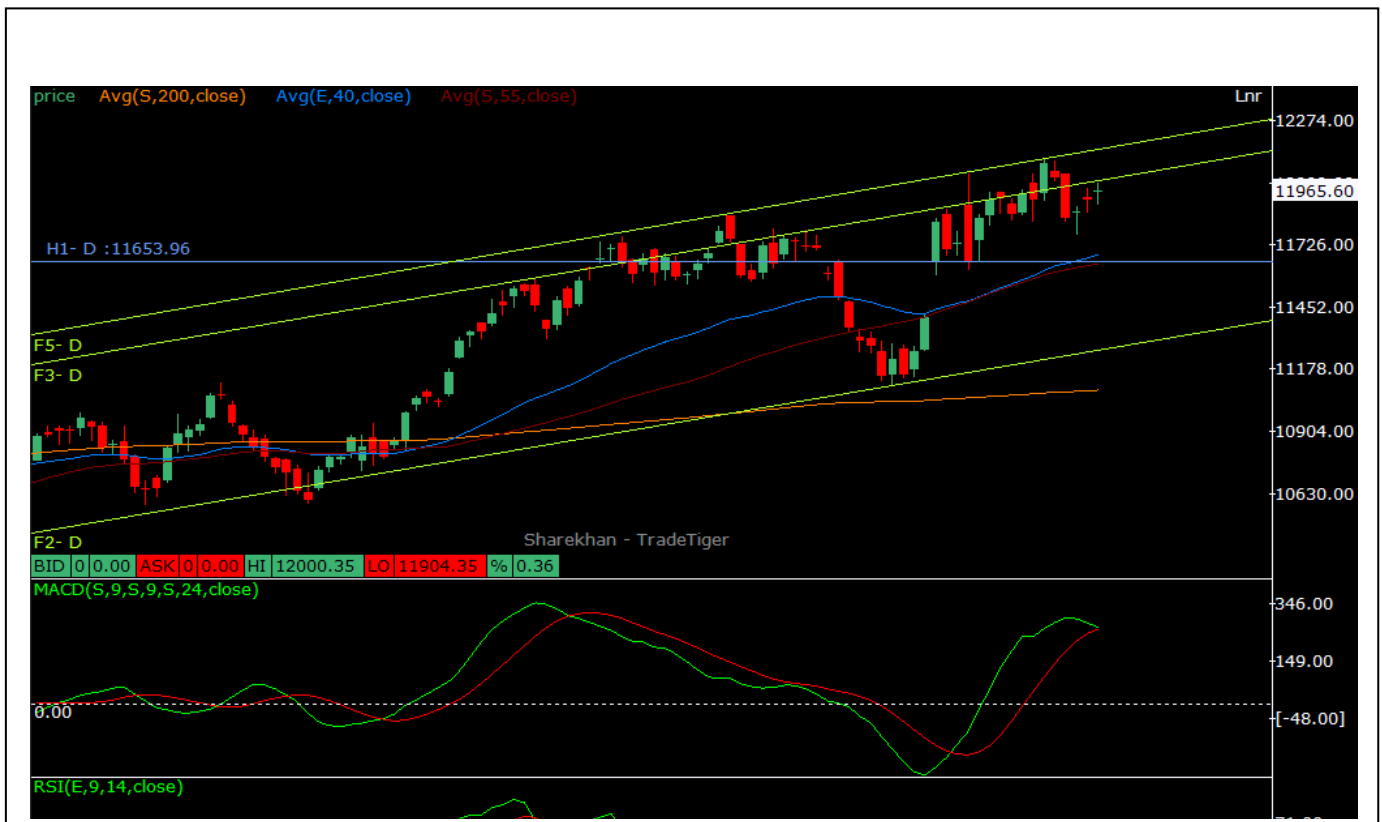 price Avg(S,200,close) Avg(E,40,close) Avg(S,55,close) Lnr
12274.00
11965.60
H1- D :11653.96
11726.00
11452.00
F5- D
F3- D
11178.00
10904.00
10630.00
F2- D
Sharekhan - TradeTiger
BID 0 0.00 ASK 0 0.00 HI 12000.35 LO 11904.35 % 0.36
MACD(S,9,S,9,S,24,close)
346.00
149.00
0.00
[-48.00]
RSI(E,9,14,close)